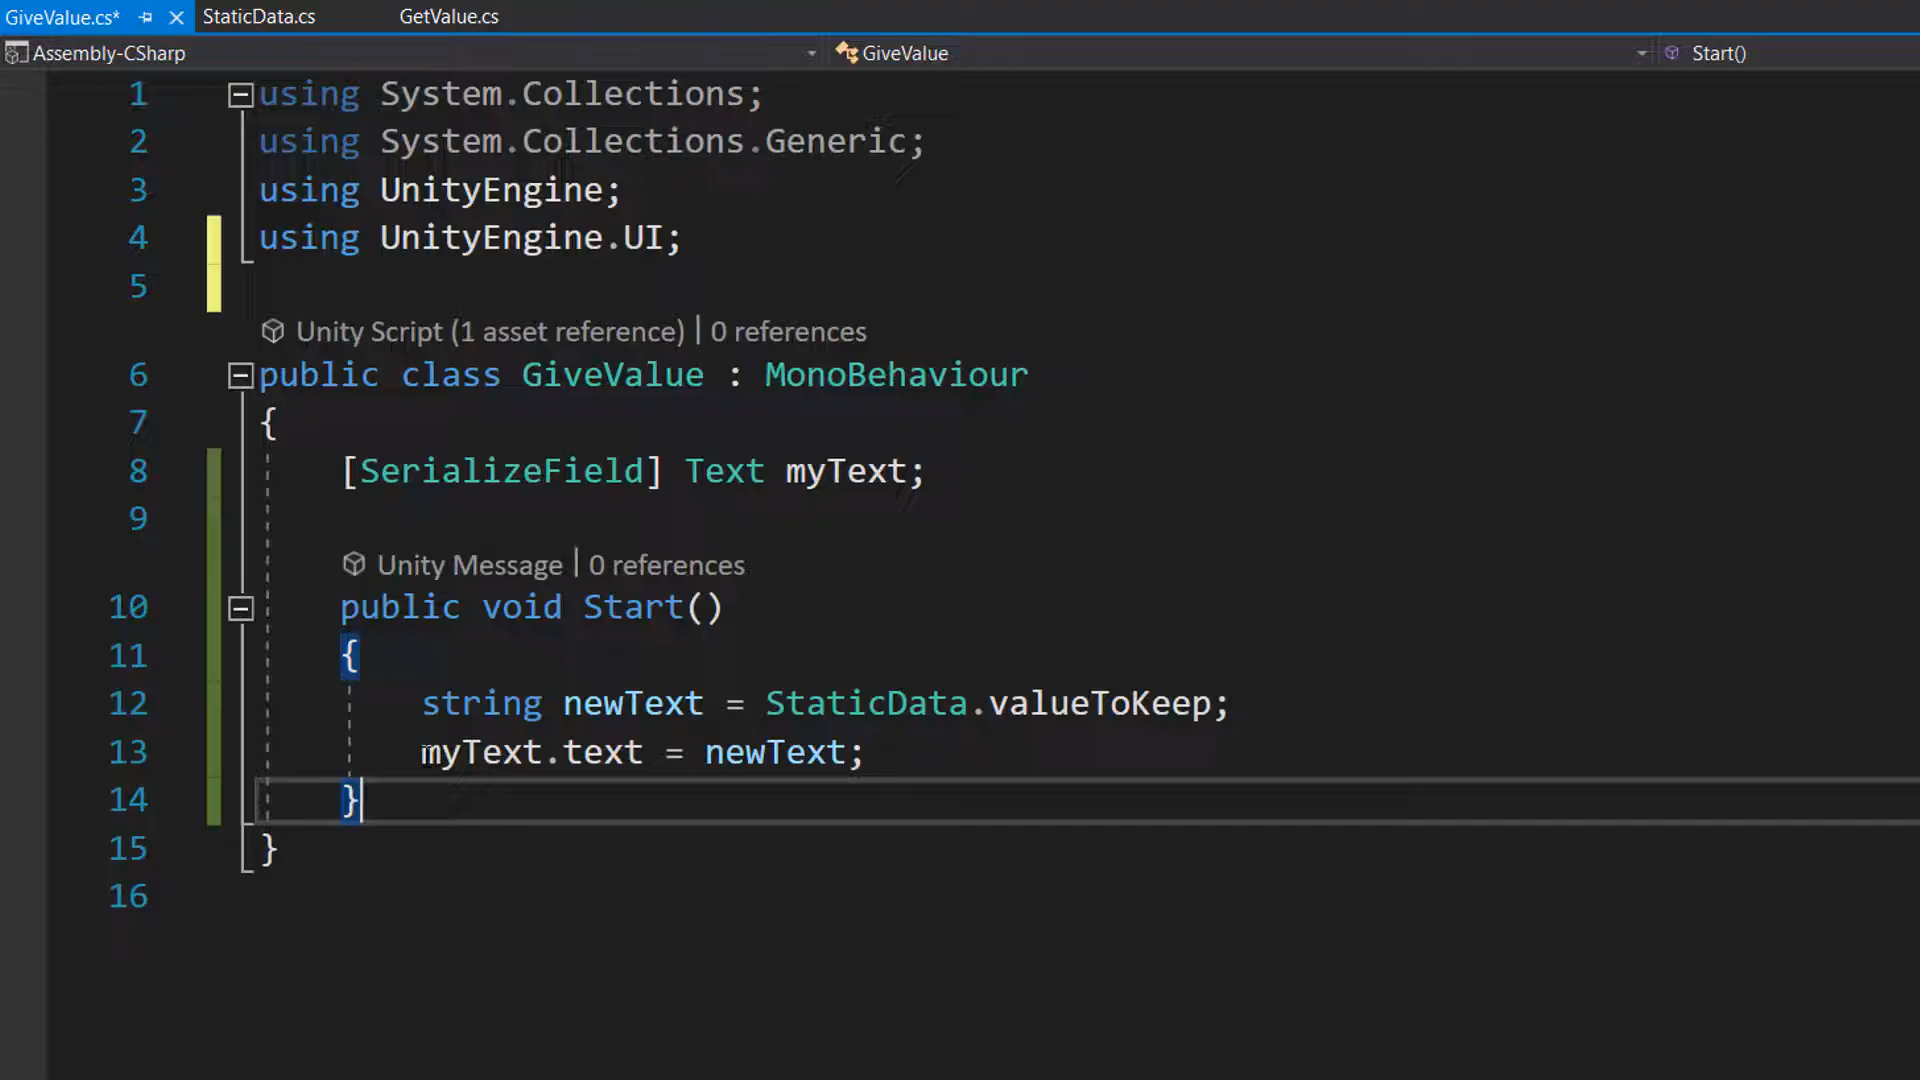 GiveValue.cs* StaticData.cs GetValue.cs
Assembly-CSharp GiveValue Start()
1 using System.Collections;
2 using System.Collections.Generic;
3 using UnityEngine;
4 using UnityEngine.UI;
5
Unity Script (1 asset reference) | 0 references
6 public class GiveValue : MonoBehaviour
7 {
8 [SerializeField] Text myText;
9
Unity Message | 0 references
10 public void Start()
11 {
12 string newText = StaticData.valueToKeep;
13 myText.text = newText;
14 }
15 }
16